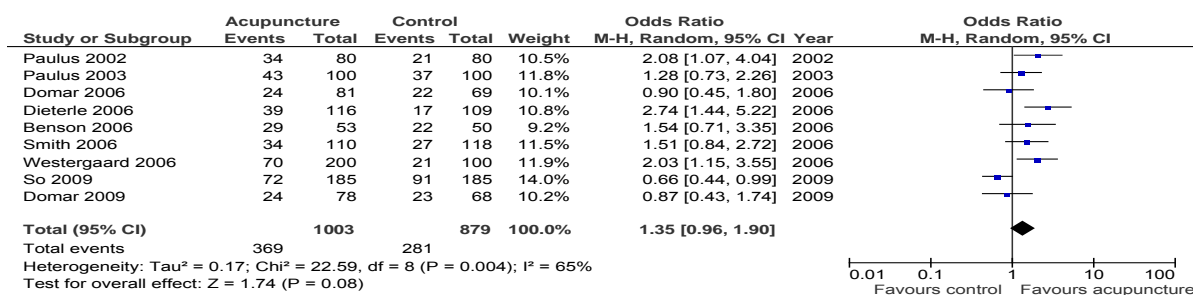 Acupuncture Control Odds Ratio Odds Ratio
Study or Subgroup Events Total Events Total Weight M-H, Random, 95% CI Year M-H, Random, 95% CI
Paulus 2002 34 80 21 80 10.5% 2.08 [1.07, 4.04] 2002
Paulus 2003 43 100 37 100 11.8% 1.28 [0.73, 2.26] 2003
Domar 2006 24 81 22 69 10.1% 0.90 [0.45, 1.80] 2006
Dieterle 2006 39 116 17 109 10.8% 2.74 [1.44, 5.22] 2006
Benson 2006 29 53 22 50 9.2% 1.54 [0.71, 3.35] 2006
Smith 2006 34 110 27 118 11.5% 1.51 [0.84, 2.72] 2006
Westergaard 2006 70 200 21 100 11.9% 2.03 [1.15, 3.55] 2006
So 2009 72 185 91 185 14.0% 0.66 [0.44, 0.99] 2009
Domar 2009 24 78 23 68 10.2% 0.87 [0.43, 1.74] 2009
Total (95% CI) 1003 879 100.0% 1.35 [0.96, 1.90]
Total events 369 281
Heterogeneity: Tau² = 0.17; Chi² = 22.59, df = 8 (P = 0.004); I² = 65%
Test for overall effect: Z = 1.74 (P = 0.08)
0.01 0.1 1 10 100
Favours control Favours acupuncture